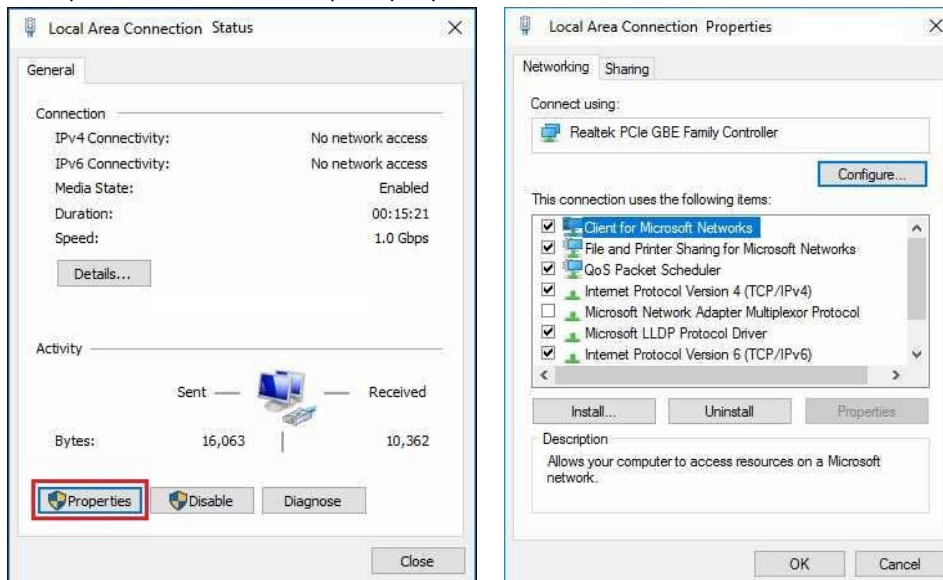 Local Area Connection Status
General
Connection
IPv4 Connectivity: No network access
IPv6 Connectivity: No network access
Media State: Enabled
Duration: 00:15:21
Speed: 1.0 Gbps
Details...
Activity
Sent Received
Bytes: 16,063 10,362
Properties Disable Diagnose
Close
Local Area Connection Properties
Networking Sharing
Connect using:
Realtek PCIe GBE Family Controller
Configure...
This connection uses the following items:
Client for Microsoft Networks
File and Printer Sharing for Microsoft Networks
QoS Packet Scheduler
Internet Protocol Version 4 (TCP/IPv4)
Microsoft Network Adapter Multiplexor Protocol
Microsoft LLDP Protocol Driver
Internet Protocol Version 6 (TCP/IPv6)
Install... Uninstall Properties
Description
Allows your computer to access resources on a Microsoft
network.
OK Cancel